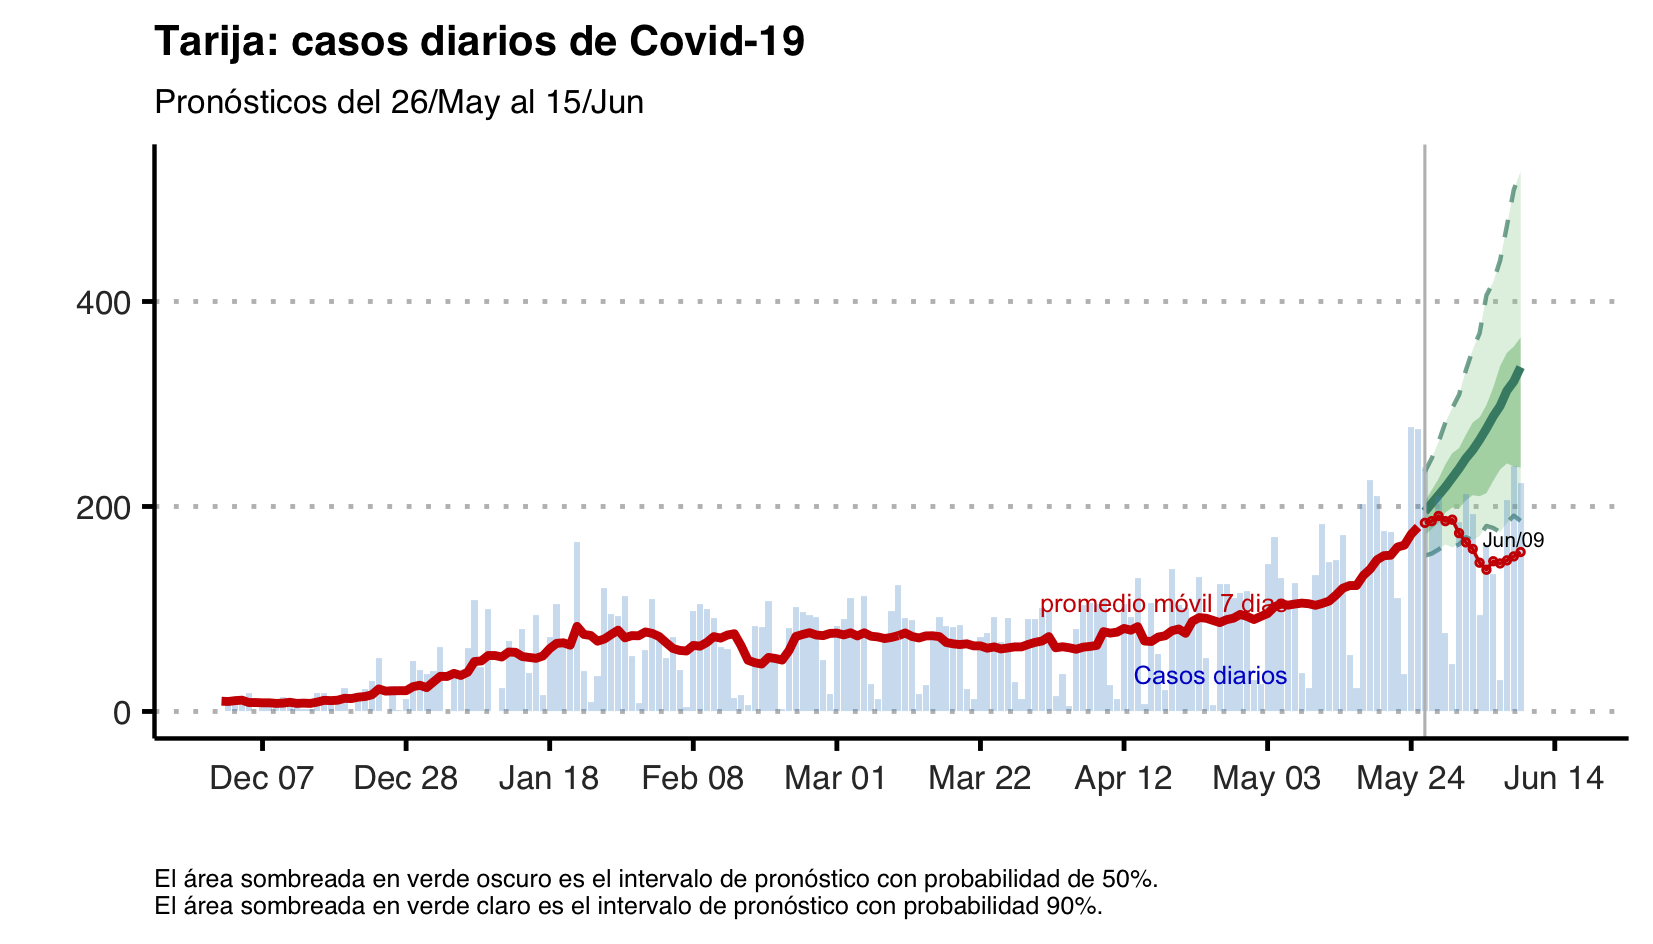 Tarija: casos diarios de Covid-19
Pronósticos del 26/May al 15/Jun
400
200
0
Jun/09
promedio móvil 7 dias
Casos diarios
Dec 07 Dec 28 Jan 18 Feb 08 Mar 01 Mar 22 Apr 12 May 03 May 24 Jun 14
El área sombreada en verde oscuro es el intervalo de pronóstico con probabilidad de 50%.
El área sombreada en verde claro es el intervalo de pronóstico con probabilidad 90%.